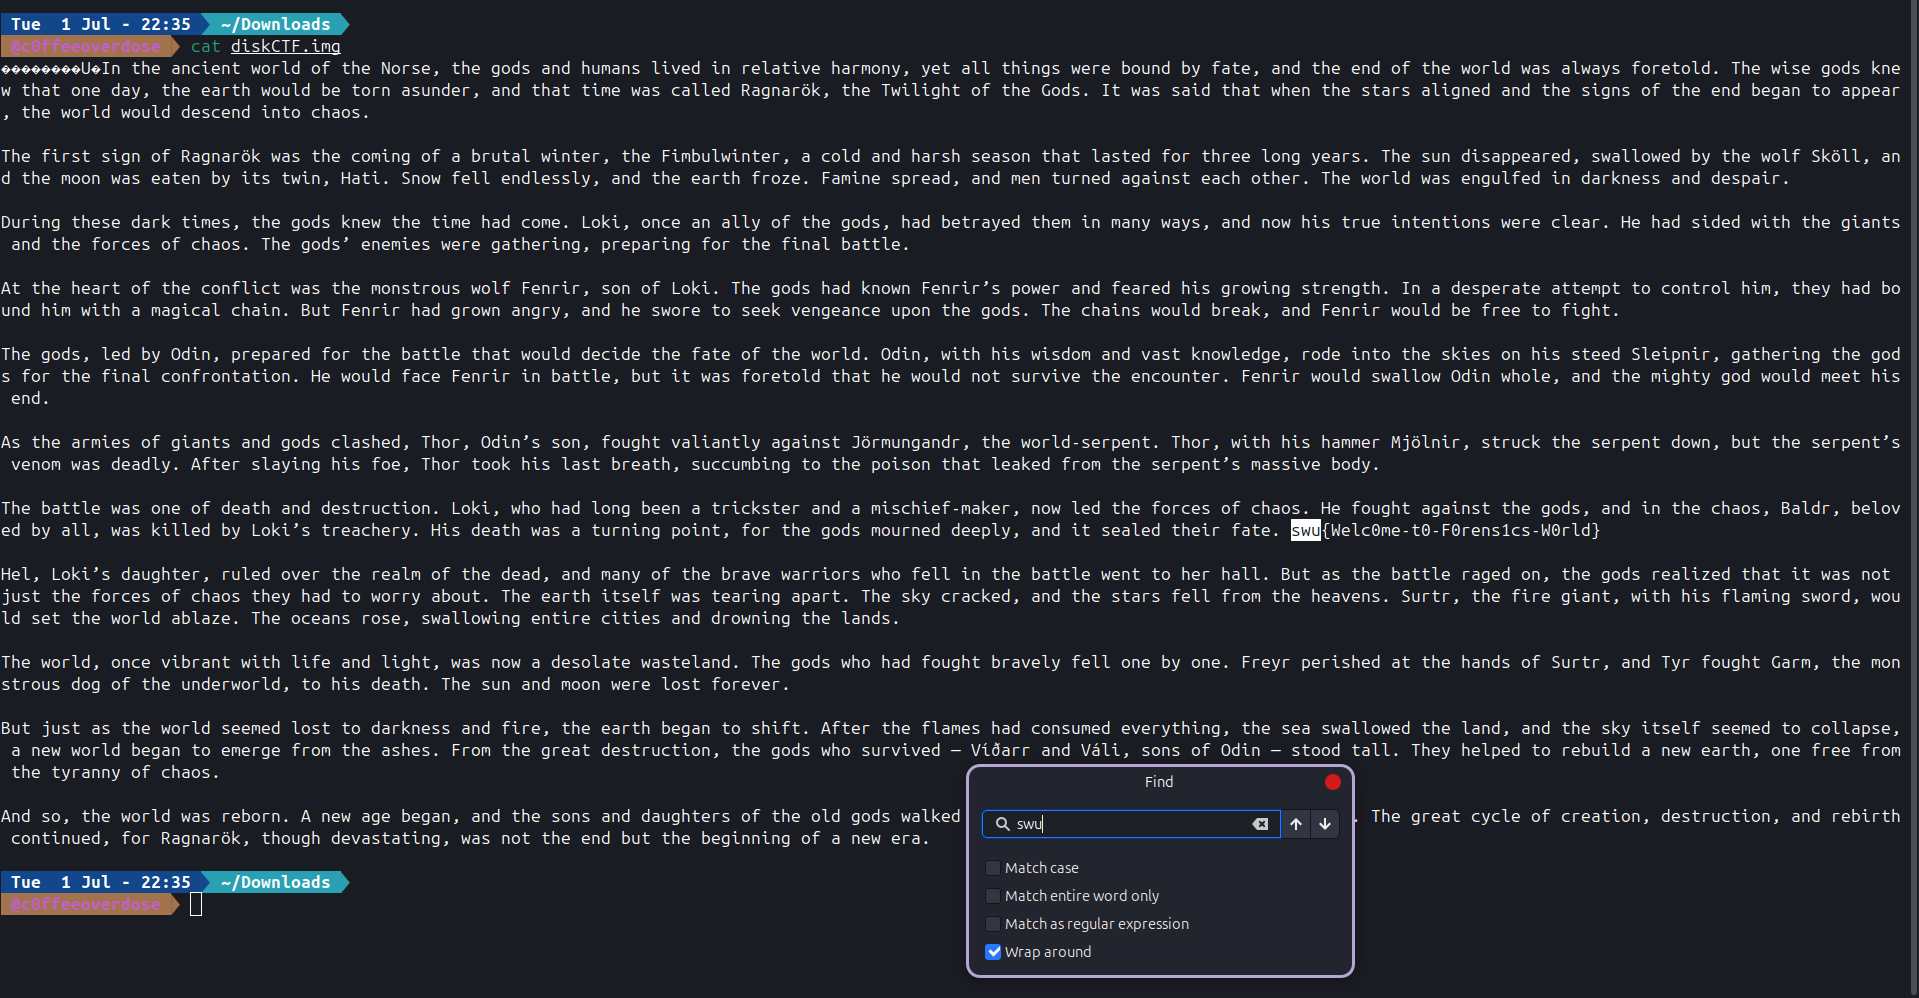 Tue  1 Jul - 22:35  ~/Downloads
@c0ffeeoverdose  cat diskCTF.img
����������U�In the ancient world of the Norse, the gods and humans lived in relative harmony, yet all things were bound by fate, and the end of the world was always foretold. The wise gods kne
w that one day, the earth would be torn asunder, and that time was called Ragnarök, the Twilight of the Gods. It was said that when the stars aligned and the signs of the end began to appear
, the world would descend into chaos.
The first sign of Ragnarök was the coming of a brutal winter, the Fimbulwinter, a cold and harsh season that lasted for three long years. The sun disappeared, swallowed by the wolf Sköll, an
d the moon was eaten by its twin, Hati. Snow fell endlessly, and the earth froze. Famine spread, and men turned against each other. The world was engulfed in darkness and despair.
During these dark times, the gods knew the time had come. Loki, once an ally of the gods, had betrayed them in many ways, and now his true intentions were clear. He had sided with the giants
 and the forces of chaos. The gods’ enemies were gathering, preparing for the final battle.
At the heart of the conflict was the monstrous wolf Fenrir, son of Loki. The gods had known Fenrir’s power and feared his growing strength. In a desperate attempt to control him, they had bo
und him with a magical chain. But Fenrir had grown angry, and he swore to seek vengeance upon the gods. The chains would break, and Fenrir would be free to fight.
The gods, led by Odin, prepared for the battle that would decide the fate of the world. Odin, with his wisdom and vast knowledge, rode into the skies on his steed Sleipnir, gathering the god
s for the final confrontation. He would face Fenrir in battle, but it was foretold that he would not survive the encounter. Fenrir would swallow Odin whole, and the mighty god would meet his
 end.
As the armies of giants and gods clashed, Thor, Odin’s son, fought valiantly against Jörmungandr, the world-serpent. Thor, with his hammer Mjölnir, struck the serpent down, but the serpent’s
 venom was deadly. After slaying his foe, Thor took his last breath, succumbing to the poison that leaked from the serpent’s massive body.
The battle was one of death and destruction. Loki, who had long been a trickster and a mischief-maker, now led the forces of chaos. He fought against the gods, and in the chaos, Baldr, belov
ed by all, was killed by Loki’s treachery. His death was a turning point, for the gods mourned deeply, and it sealed their fate. swu{Welc0me-t0-F0rens1cs-W0rld}
Hel, Loki’s daughter, ruled over the realm of the dead, and many of the brave warriors who fell in the battle went to her hall. But as the battle raged on, the gods realized that it was not
just the forces of chaos they had to worry about. The earth itself was tearing apart. The sky cracked, and the stars fell from the heavens. Surtr, the fire giant, with his flaming sword, wou
ld set the world ablaze. The oceans rose, swallowing entire cities and drowning the lands.
The world, once vibrant with life and light, was now a desolate wasteland. The gods who had fought bravely fell one by one. Freyr perished at the hands of Surtr, and Tyr fought Garm, the mon
strous dog of the underworld, to his death. The sun and moon were lost forever.
But just as the world seemed lost to darkness and fire, the earth began to shift. After the flames had consumed everything, the sea swallowed the land, and the sky itself seemed to collapse,
 a new world began to emerge from the ashes. From the great destruction, the gods who survived — Víðarr and Váli, sons of Odin — stood tall. They helped to rebuild a new earth, one free from
 the tyranny of chaos.
And so, the world was reborn. A new age began, and the sons and daughters of the old gods walked . The great cycle of creation, destruction, and rebirth
 continued, for Ragnarök, though devastating, was not the end but the beginning of a new era.
Tue  1 Jul - 22:35  ~/Downloads
@c0ffeeoverdose
Find
swu
Match case
Match entire word only
Match as regular expression
Wrap around